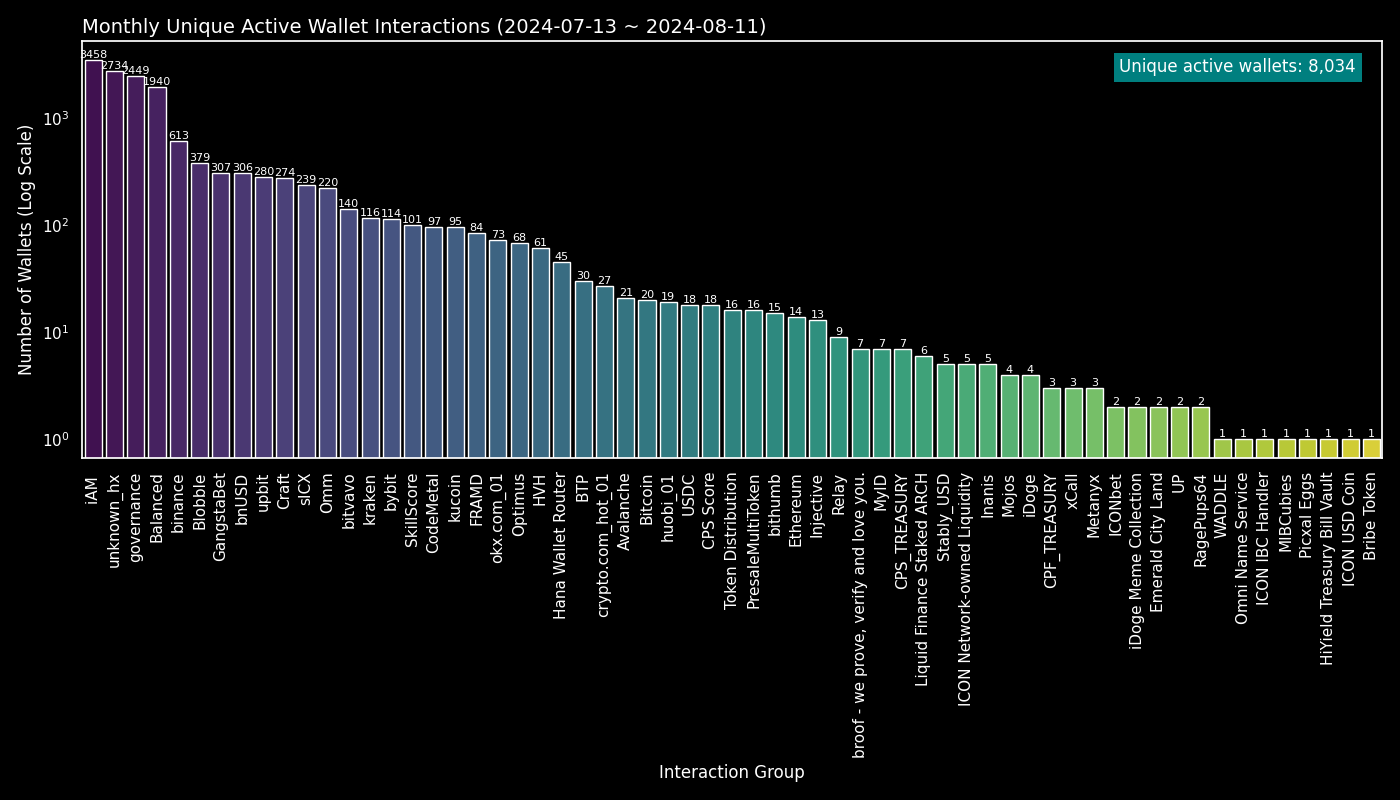 Monthly Unique Active Wallet Interactions (2024-07-13 ~ 2024-08-11)
Unique active wallets: 8,034
Number of Wallets (Log Scale)
10³
10²
10¹
10⁰
3458
2734
2449
1940
613
379
307
306
280
274
239
220
140
116
114
101
97
95
84
73
68
61
45
30
27
21
20
19
18
18
16
16
15
14
13
9
7
7
7
6
5
5
5
4
4
3
3
3
2
2
2
2
2
1
1
1
1
1
1
1
1
iAM
unknown_hx
governance
Balanced
binance
Blobble
GangstaBet
bnUSD
upbit
Craft
sICX
Omm
bitvavo
kraken
bybit
SkillScore
CodeMetal
kucoin
FRAMD
okx.com_01
Optimus
HVH
Hana Wallet Router
BTP
crypto.com_hot_01
Avalanche
Bitcoin
huobi_01
USDC
CPS Score
Token Distribution
PresaleMultiToken
bithumb
Ethereum
Injective
Relay
broof - we prove, verify and love you.
MyID
CPS_TREASURY
Liquid Finance Staked ARCH
Stably_USD
ICON Network-owned Liquidity
Inanis
Mojos
iDoge
CPF_TREASURY
xCall
Metanyx
ICONbet
iDoge Meme Collection
Emerald City Land
UP
RagePups64
WADDLE
Omni Name Service
ICON IBC Handler
MIBCubies
Picxal Eggs
HiYield Treasury Bill Vault
ICON USD Coin
Bribe Token
Interaction Group